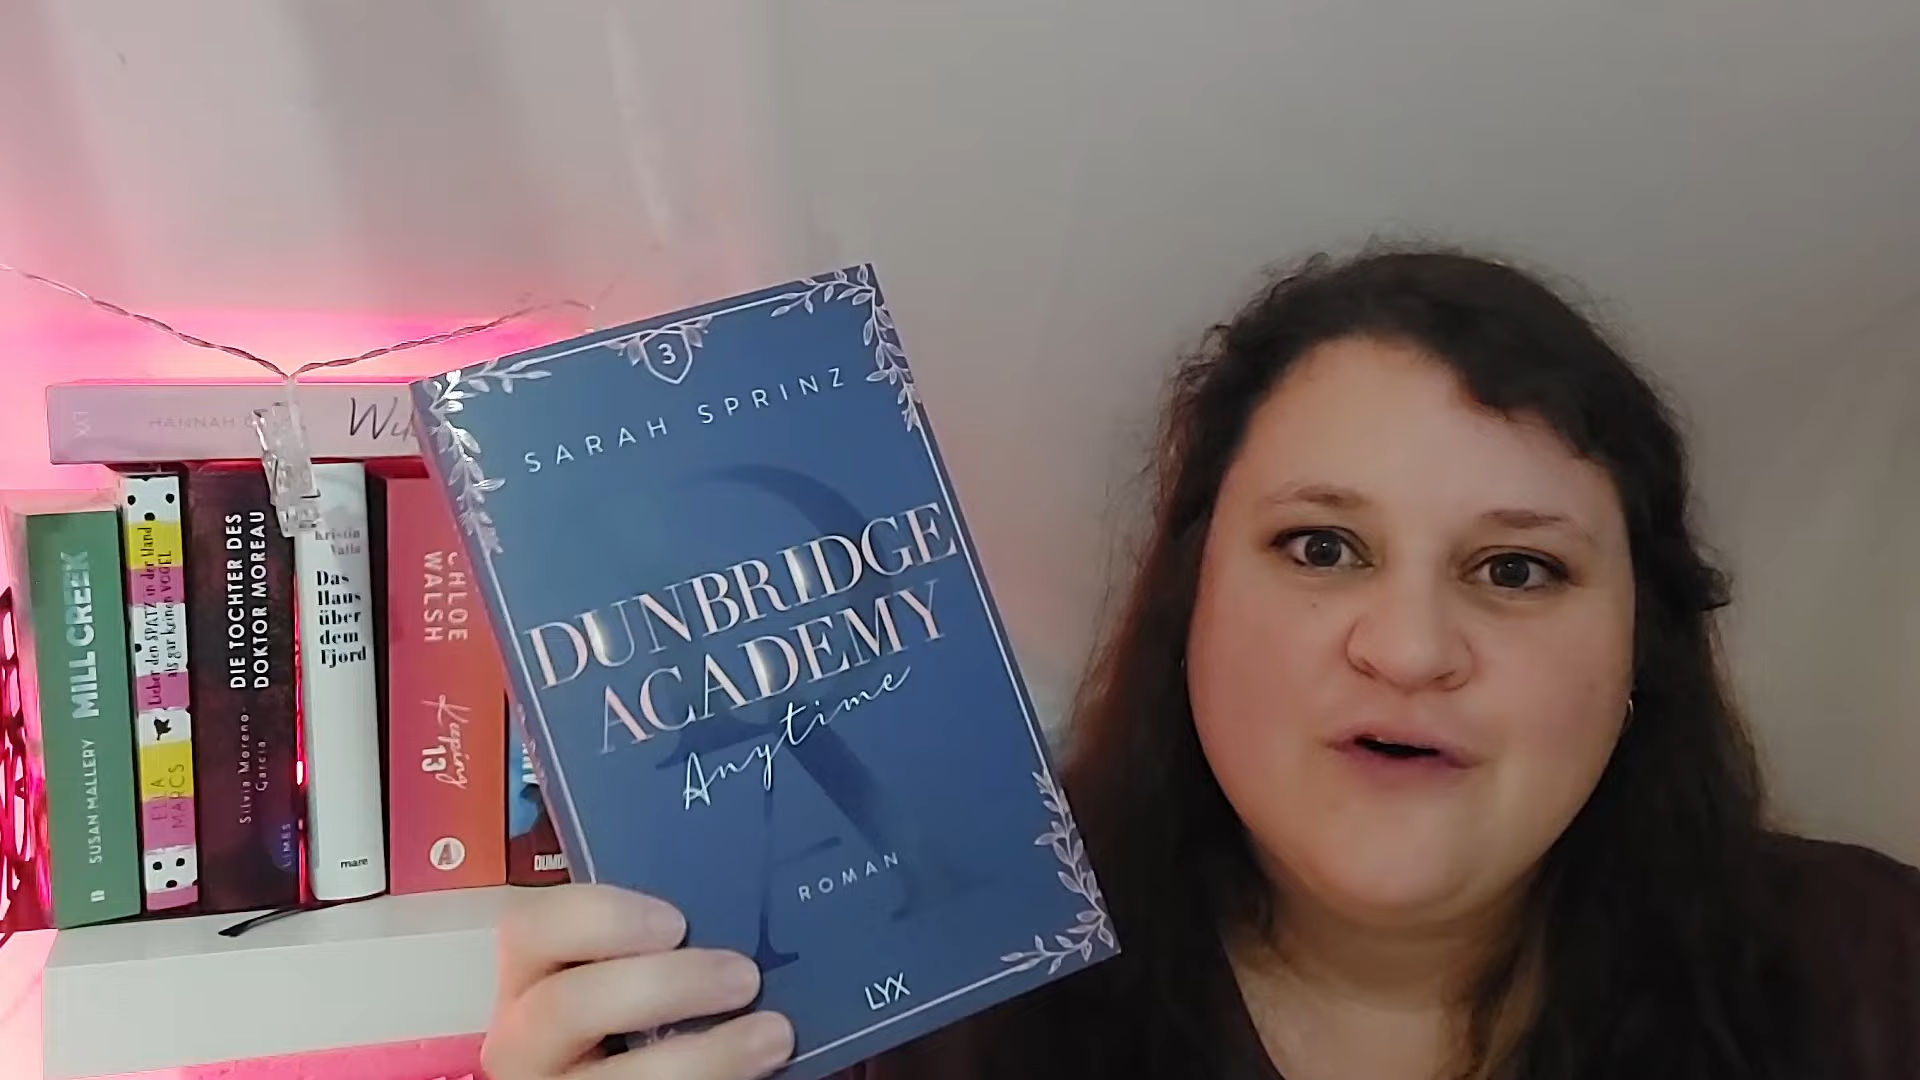 HANNAH
SUSAN MALLERY MILL CREEK
Lieber den SPATZ in der Hand
als gar keinen VOGEL
ELLA
MARCS
DIE TOCHTER DES
DOKTOR MOREAU
Silvia Moreno-
Garcia
LIMES
Kristin
Valla
Das
Haus
über
dem
Fjord
mare
CHLOE
WALSH
Keeping
13
A
3
SARAH SPRINZ
DUNBRIDGE
ACADEMY
Anytime
ROMAN
LYX